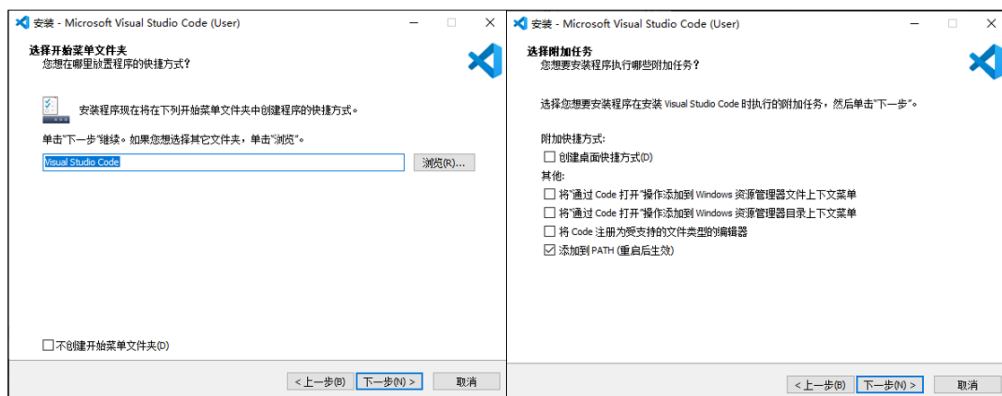 安装 - Microsoft Visual Studio Code (User)
选择开始菜单文件夹
您想在哪里放置程序的快捷方式?
安装程序现在将在下列开始菜单文件夹中创建程序的快捷方式。
单击"下一步"继续。如果您想选择其它文件夹,单击"浏览"。
Visual Studio Code
浏览(R)...
不创建开始菜单文件夹(D)
<上一步(B)
下一步(N) >
取消
安装 - Microsoft Visual Studio Code (User)
选择附加任务
您想要安装程序执行哪些附加任务?
选择您想要安装程序在安装 Visual Studio Code 时执行的附加任务,然后单击"下一步"。
附加快捷方式:
创建桌面快捷方式(D)
其他:
将"通过 Code 打开"操作添加到 Windows 资源管理器文件上下文菜单
将"通过 Code 打开"操作添加到 Windows 资源管理器目录上下文菜单
将 Code 注册为受支持的文件类型的编辑器
添加到 PATH (重启后生效)
<上一步(B)
下一步(N) >
取消